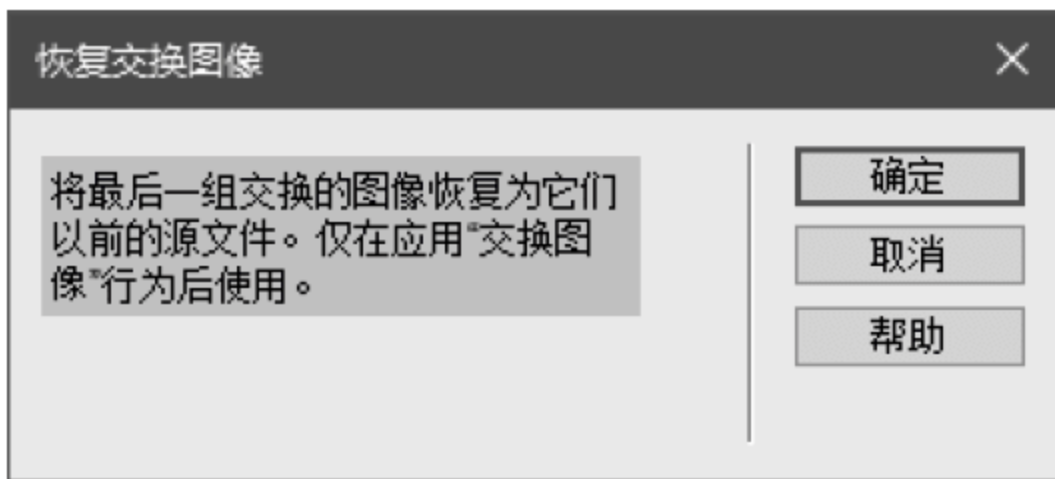 恢复交换图像
将最后一组交换的图像恢复为它们
以前的源文件。仅在应用“交换图
像”行为后使用。
确定
取消
帮助